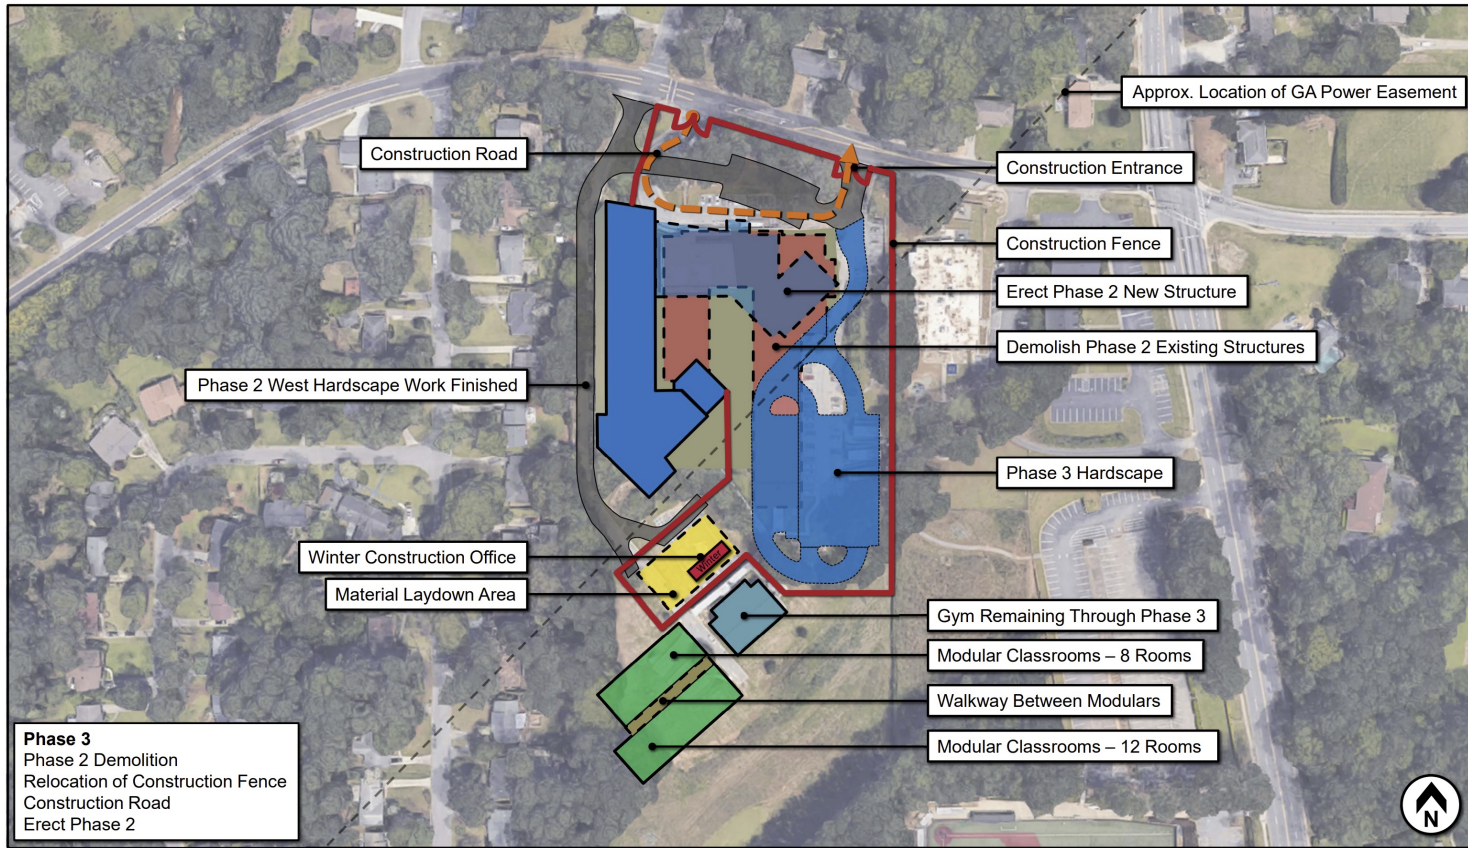 Approx. Location of GA Power Easement
Construction Road
Construction Entrance
Construction Fence
Erect Phase 2 New Structure
Demolish Phase 2 Existing Structures
Phase 2 West Hardscape Work Finished
Phase 3 Hardscape
Winter Construction Office
Winter
Material Laydown Area
Gym Remaining Through Phase 3
Modular Classrooms – 8 Rooms
Walkway Between Modulars
Modular Classrooms – 12 Rooms
Phase 3
Phase 2 Demolition
Relocation of Construction Fence
Construction Road
Erect Phase 2
N